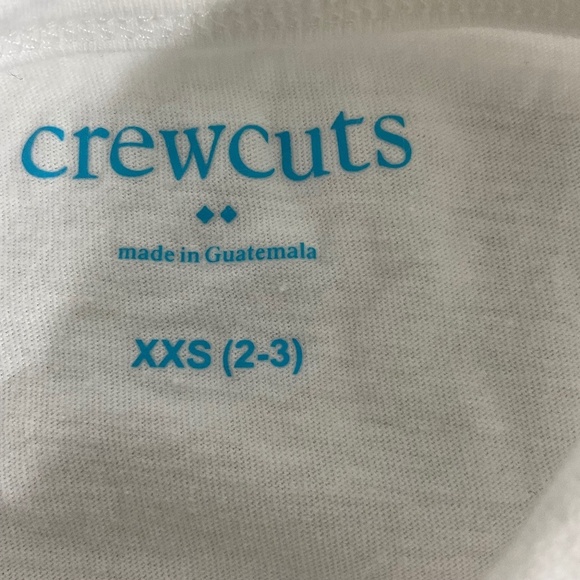 crewcuts
made in Guatemala
XXS (2-3)